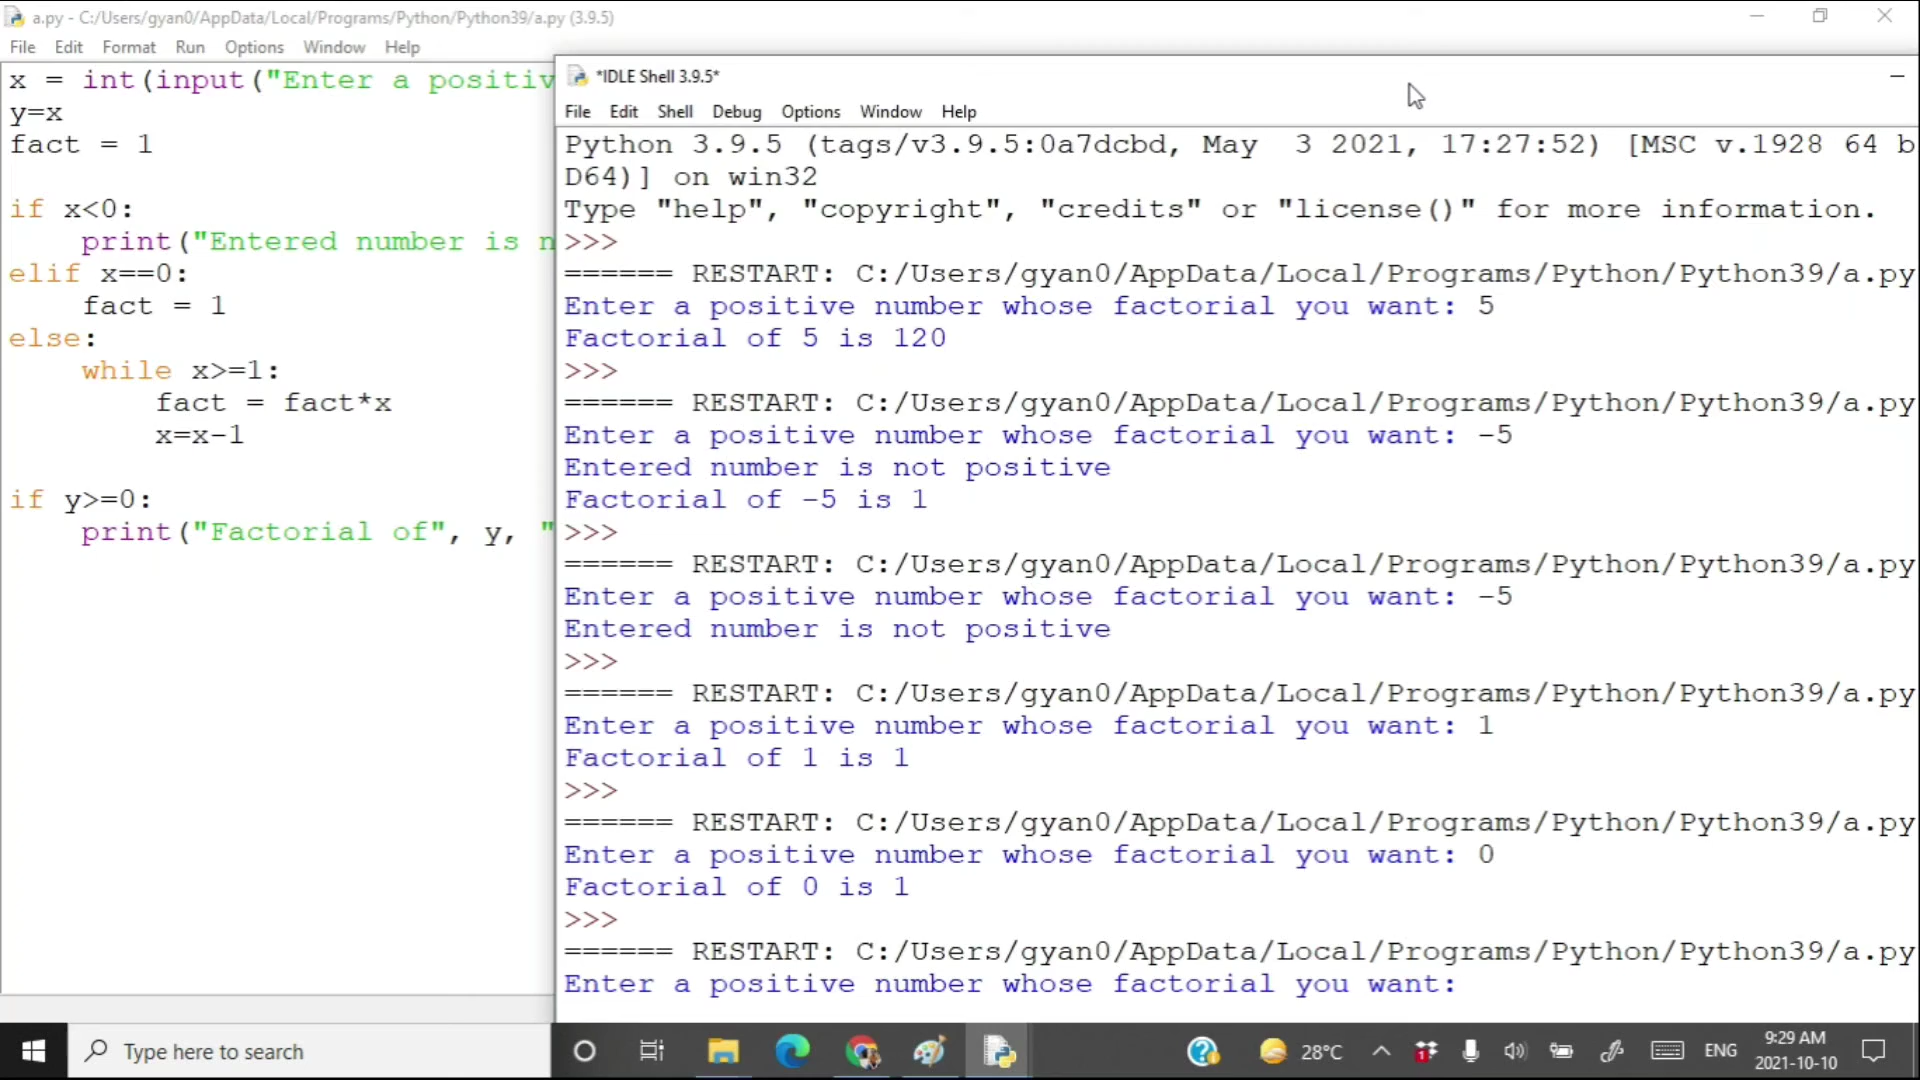 a.py - C:/Users/gyan0/AppData/Local/Programs/Python/Python39/a.py (3.9.5)
File Edit Format Run Options Window Help
x = int(input("Enter a positiv
y=x
fact = 1
if x<0:
    print("Entered number is n
elif x==0:
    fact = 1
else:
    while x>=1:
        fact = fact*x
        x=x-1
if y>=0:
    print("Factorial of", y, "
*IDLE Shell 3.9.5*
File Edit Shell Debug Options Window Help
Python 3.9.5 (tags/v3.9.5:0a7dcbd, May  3 2021, 17:27:52) [MSC v.1928 64 b
D64)] on win32
Type "help", "copyright", "credits" or "license()" for more information.
>>>
====== RESTART: C:/Users/gyan0/AppData/Local/Programs/Python/Python39/a.py
Enter a positive number whose factorial you want: 5
Factorial of 5 is 120
>>>
====== RESTART: C:/Users/gyan0/AppData/Local/Programs/Python/Python39/a.py
Enter a positive number whose factorial you want: -5
Entered number is not positive
Factorial of -5 is 1
>>>
====== RESTART: C:/Users/gyan0/AppData/Local/Programs/Python/Python39/a.py
Enter a positive number whose factorial you want: -5
Entered number is not positive
>>>
====== RESTART: C:/Users/gyan0/AppData/Local/Programs/Python/Python39/a.py
Enter a positive number whose factorial you want: 1
Factorial of 1 is 1
>>>
====== RESTART: C:/Users/gyan0/AppData/Local/Programs/Python/Python39/a.py
Enter a positive number whose factorial you want: 0
Factorial of 0 is 1
>>>
====== RESTART: C:/Users/gyan0/AppData/Local/Programs/Python/Python39/a.py
Enter a positive number whose factorial you want:
Type here to search
28°C
1
ENG
9:29 AM
2021-10-10